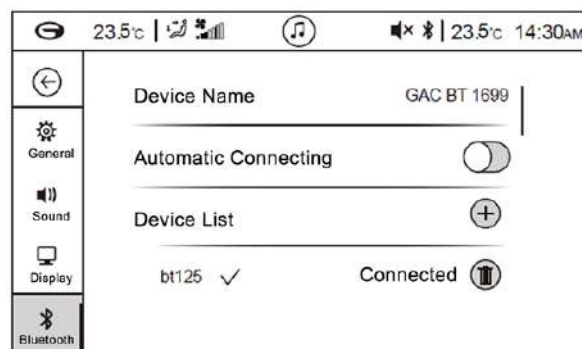 23.5°c 23.5°c 14:30AM
Device Name GAC BT 1699
General
Automatic Connecting
Sound
Device List
Display
bt125 Connected
Bluetooth